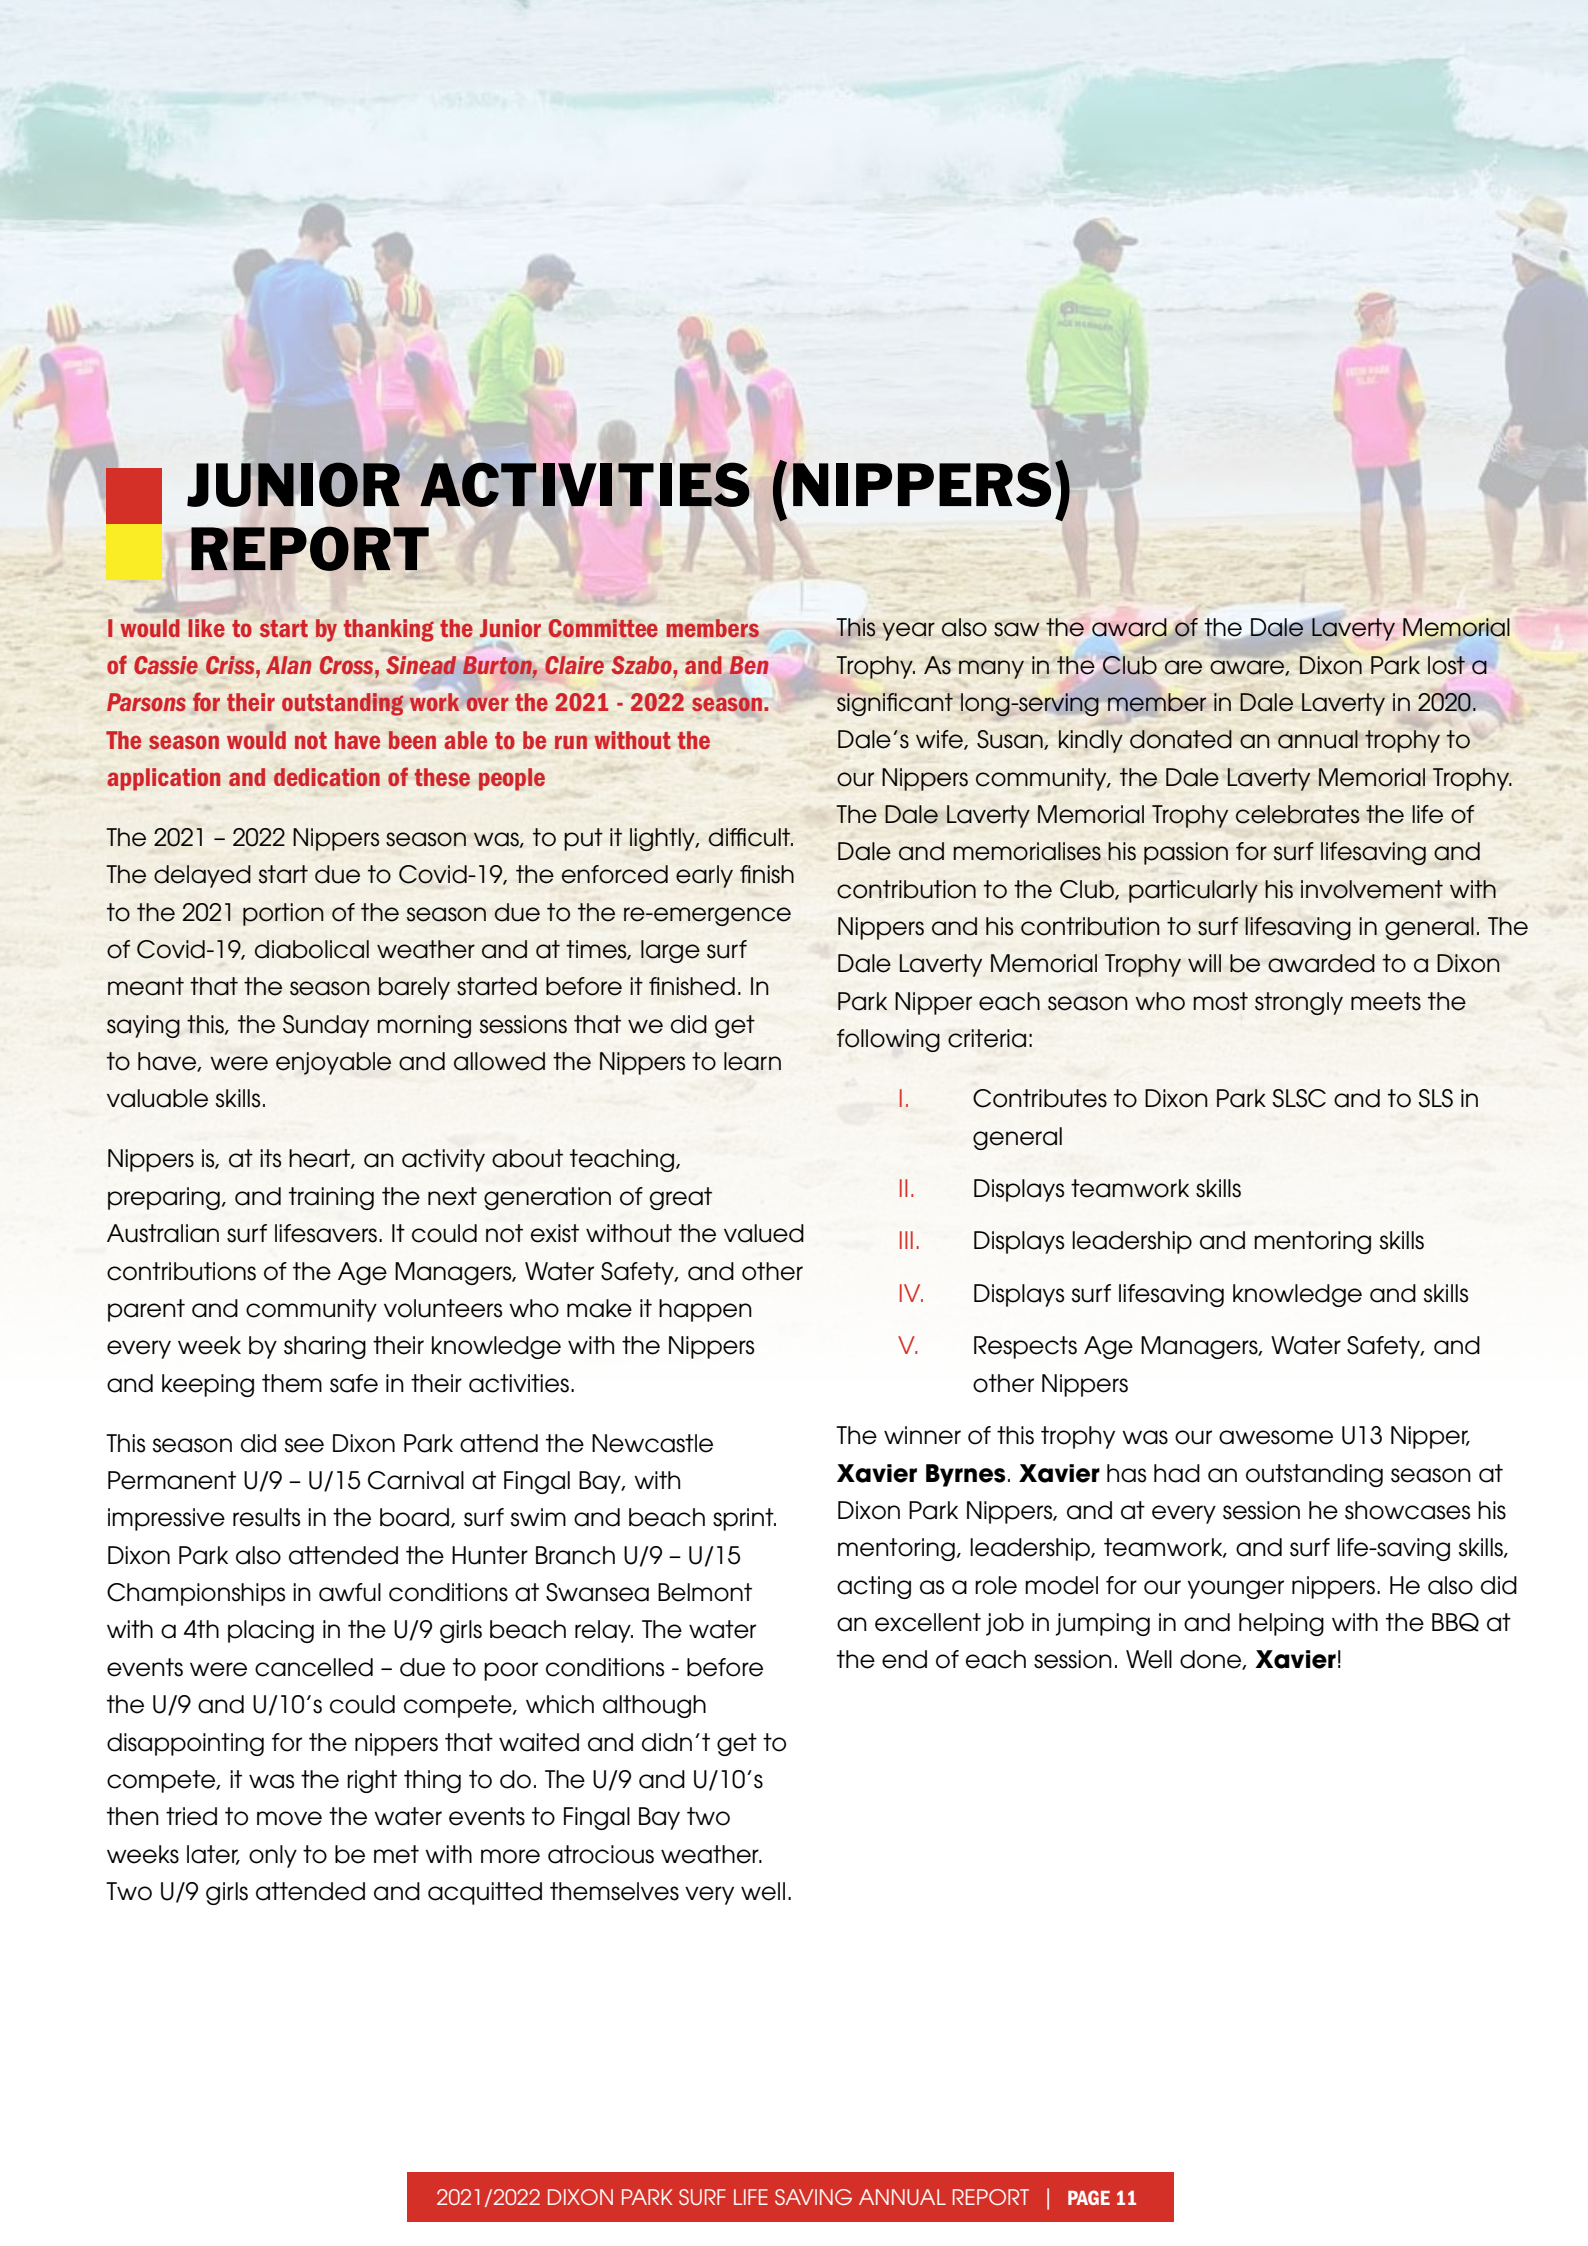 JUNIOR ACTIVITIES (NIPPERS)
REPORT
I would like to start by thanking the Junior Committee members
of Cassie Criss, Alan Cross, Sinead Burton, Claire Szabo, and Ben
Parsons for their outstanding work over the 2021 - 2022 season.
The season would not have been able to be run without the
application and dedication of these people
The 2021 – 2022 Nippers season was, to put it lightly, difficult.
The delayed start due to Covid-19, the enforced early finish
to the 2021 portion of the season due to the re-emergence
of Covid-19, diabolical weather and at times, large surf
meant that the season barely started before it finished. In
saying this, the Sunday morning sessions that we did get
to have, were enjoyable and allowed the Nippers to learn
valuable skills.
Nippers is, at its heart, an activity about teaching,
preparing, and training the next generation of great
Australian surf lifesavers. It could not exist without the valued
contributions of the Age Managers, Water Safety, and other
parent and community volunteers who make it happen
every week by sharing their knowledge with the Nippers
and keeping them safe in their activities.
This season did see Dixon Park attend the Newcastle
Permanent U/9 – U/15 Carnival at Fingal Bay, with
impressive results in the board, surf swim and beach sprint.
Dixon Park also attended the Hunter Branch U/9 – U/15
Championships in awful conditions at Swansea Belmont
with a 4th placing in the U/9 girls beach relay. The water
events were cancelled – due to poor conditions - before
the U/9 and U/10's could compete, which although
disappointing for the nippers that waited and didn't get to
compete, it was the right thing to do. The U/9 and U/10's
then tried to move the water events to Fingal Bay two
weeks later, only to be met with more atrocious weather.
Two U/9 girls attended and acquitted themselves very well.
This year also saw the award of the Dale Laverty Memorial
Trophy. As many in the Club are aware, Dixon Park lost a
significant long-serving member in Dale Laverty in 2020.
Dale's wife, Susan, kindly donated an annual trophy to
our Nippers community, the Dale Laverty Memorial Trophy.
The Dale Laverty Memorial Trophy celebrates the life of
Dale and memorialises his passion for surf lifesaving and
contribution to the Club, particularly his involvement with
Nippers and his contribution to surf lifesaving in general. The
Dale Laverty Memorial Trophy will be awarded to a Dixon
Park Nipper each season who most strongly meets the
following criteria:
I. Contributes to Dixon Park SLSC and to SLS in
general
II. Displays teamwork skills
III. Displays leadership and mentoring skills
IV. Displays surf lifesaving knowledge and skills
V. Respects Age Managers, Water Safety, and
other Nippers
The winner of this trophy was our awesome U13 Nipper,
Xavier Byrnes. Xavier has had an outstanding season at
Dixon Park Nippers, and at every session he showcases his
mentoring, leadership, teamwork, and surf life-saving skills,
acting as a role model for our younger nippers. He also did
an excellent job in jumping in and helping with the BBQ at
the end of each session. Well done, Xavier!
2021/2022 DIXON PARK SURF LIFE SAVING ANNUAL REPORT | PAGE 11